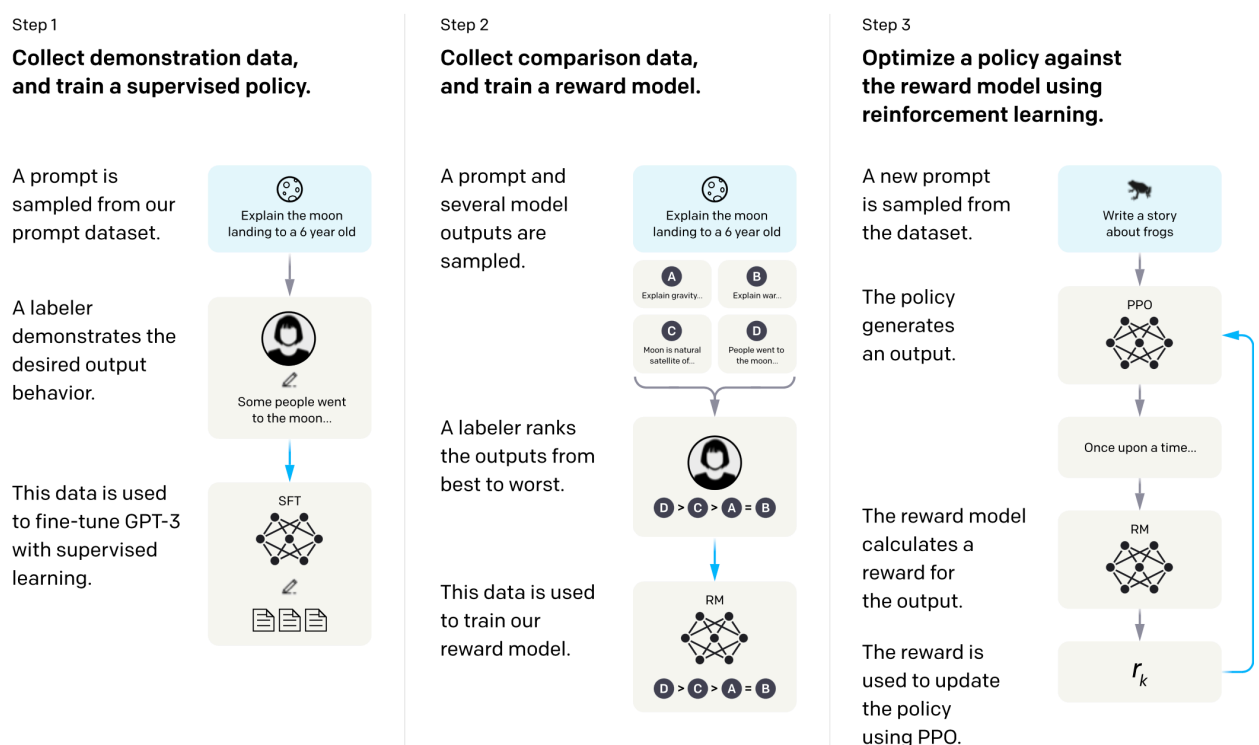 Step 1
Collect demonstration data,
and train a supervised policy.
A prompt is
sampled from our
prompt dataset.
Explain the moon
landing to a 6 year old
A labeler
demonstrates the
desired output
behavior.
Some people went
to the moon...
This data is used
to fine-tune GPT-3
with supervised
learning.
SFT
Step 2
Collect comparison data,
and train a reward model.
A prompt and
several model
outputs are
sampled.
Explain the moon
landing to a 6 year old
A
Explain gravity...
B
Explain war...
C
Moon is natural
satellite of...
D
People went to
the moon...
A labeler ranks
the outputs from
best to worst.
D > C > A = B
This data is used
to train our
reward model.
RM
D > C > A = B
Step 3
Optimize a policy against
the reward model using
reinforcement learning.
A new prompt
is sampled from
the dataset.
Write a story
about frogs
The policy
generates
an output.
PPO
Once upon a time...
The reward model
calculates a
reward for
the output.
RM
The reward is
used to update
the policy
using PPO.
r_k